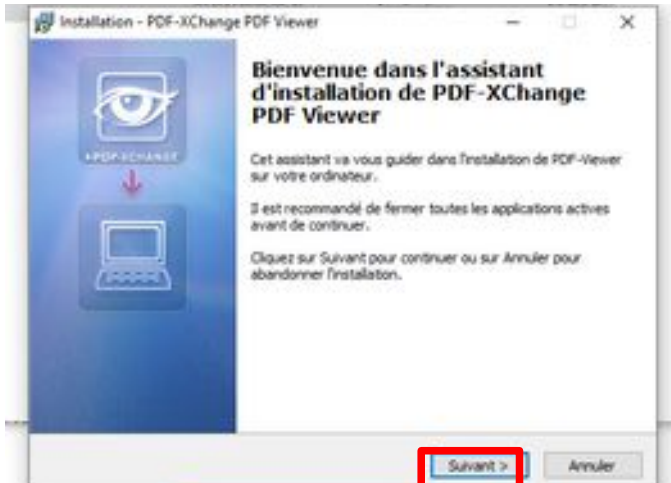 Installation - PDF-XChange PDF Viewer
Bienvenue dans l'assistant
d'installation de PDF-XChange
PDF Viewer
Cet assistant va vous guider dans l'installation de PDF-Viewer
sur votre ordinateur.
Il est recommandé de fermer toutes les applications actives
avant de continuer.
Cliquez sur Suivant pour continuer ou sur Annuler pour
abandonner l'installation.
PDF-XCHANGE
Suivant >
Annuler